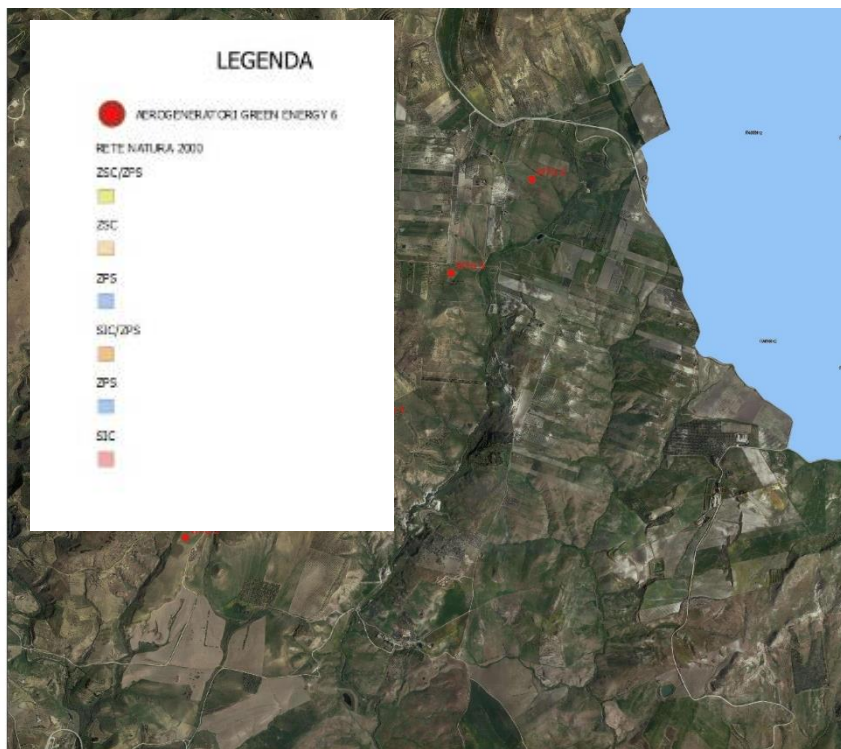 LEGENDA
AEROGENERATORI GREEN ENERGY 6
RETE NATURA 2000
ZSC/ZPS
ZSC
ZPS
SIC/ZPS
ZPS
SIC